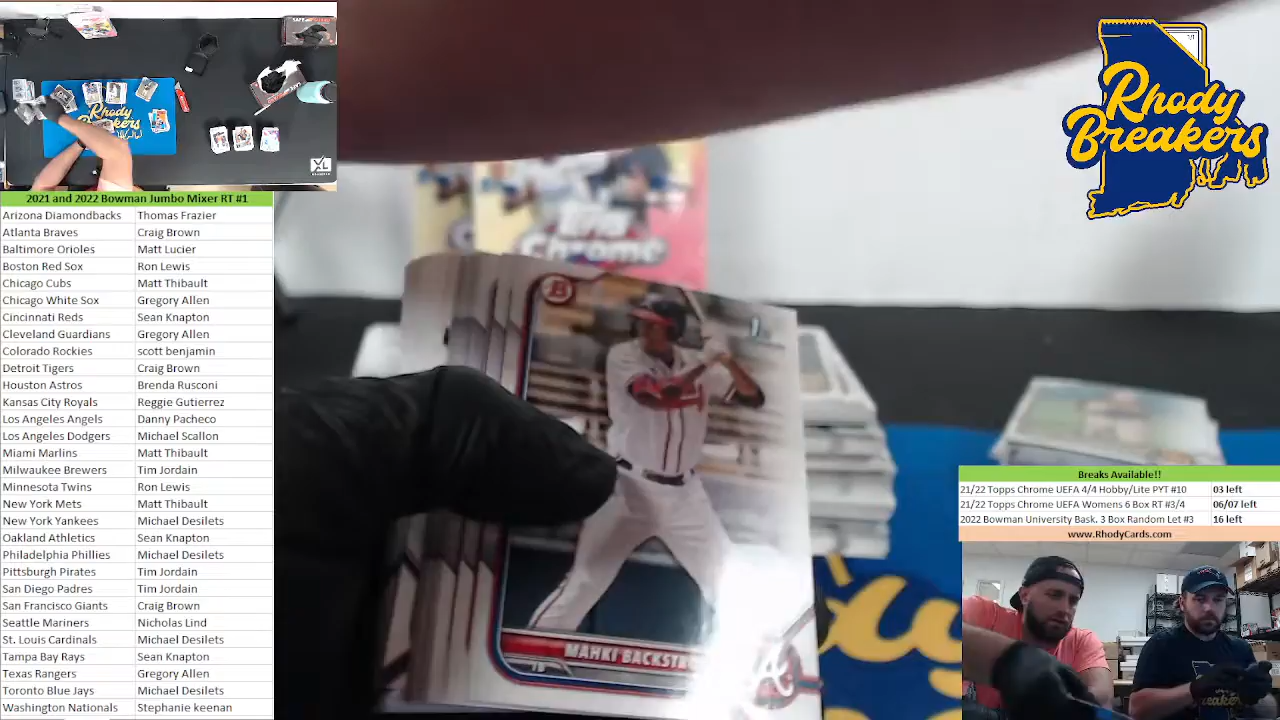 Rhody
Breakers
XL
2021 and 2022 Bowman Jumbo Mixer RT #1
Arizona Diamondbacks Thomas Frazier
Atlanta Braves Craig Brown
Baltimore Orioles Matt Lucier
Boston Red Sox Ron Lewis
Chicago Cubs Matt Thibault
Chicago White Sox Gregory Allen
Cincinnati Reds Sean Knapton
Cleveland Guardians Gregory Allen
Colorado Rockies scott benjamin
Detroit Tigers Craig Brown
Houston Astros Brenda Rusconi
Kansas City Royals Reggie Gutierrez
Los Angeles Angels Danny Pacheco
Los Angeles Dodgers Michael Scallon
Miami Marlins Matt Thibault
Milwaukee Brewers Tim Jordain
Minnesota Twins Ron Lewis
New York Mets Matt Thibault
New York Yankees Michael Desilets
Oakland Athletics Sean Knapton
Philadelphia Phillies Michael Desilets
Pittsburgh Pirates Tim Jordain
San Diego Padres Tim Jordain
San Francisco Giants Craig Brown
Seattle Mariners Nicholas Lind
St. Louis Cardinals Michael Desilets
Tampa Bay Rays Sean Knapton
Texas Rangers Gregory Allen
Toronto Blue Jays Michael Desilets
Washington Nationals Stephanie keenan
Chrome
B
MAHKI
A
Rhody
Breakers
1/1
Breaks Available!!
21/22 Topps Chrome UEFA 4/4 Hobby/Lite PYT #10 03 left
21/22 Topps Chrome UEFA Womens 6 Box RT #3/4 06/07 left
2022 Bowman University Bask. 3 Box Random Let #3 16 left
www.RhodyCards.com